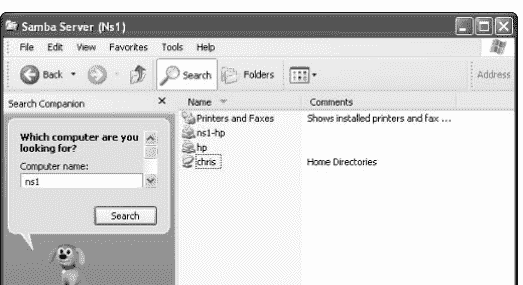 Samba Server (Ns1)
File Edit View Favorites Tools Help
Back Search Folders Address
Search Companion
Which computer are you looking for?
Computer name:
ns1
Search
Name Comments
Printers and Faxes Shows installed printers and fax ...
ns1-hp
hp
chris Home Directories